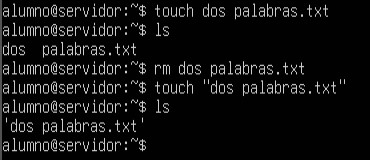 alumno@servidor:~$ touch dos palabras.txt
alumno@servidor:~$ ls
dos  palabras.txt
alumno@servidor:~$ rm dos palabras.txt
alumno@servidor:~$ touch "dos palabras.txt"
alumno@servidor:~$ ls
'dos palabras.txt'
alumno@servidor:~$